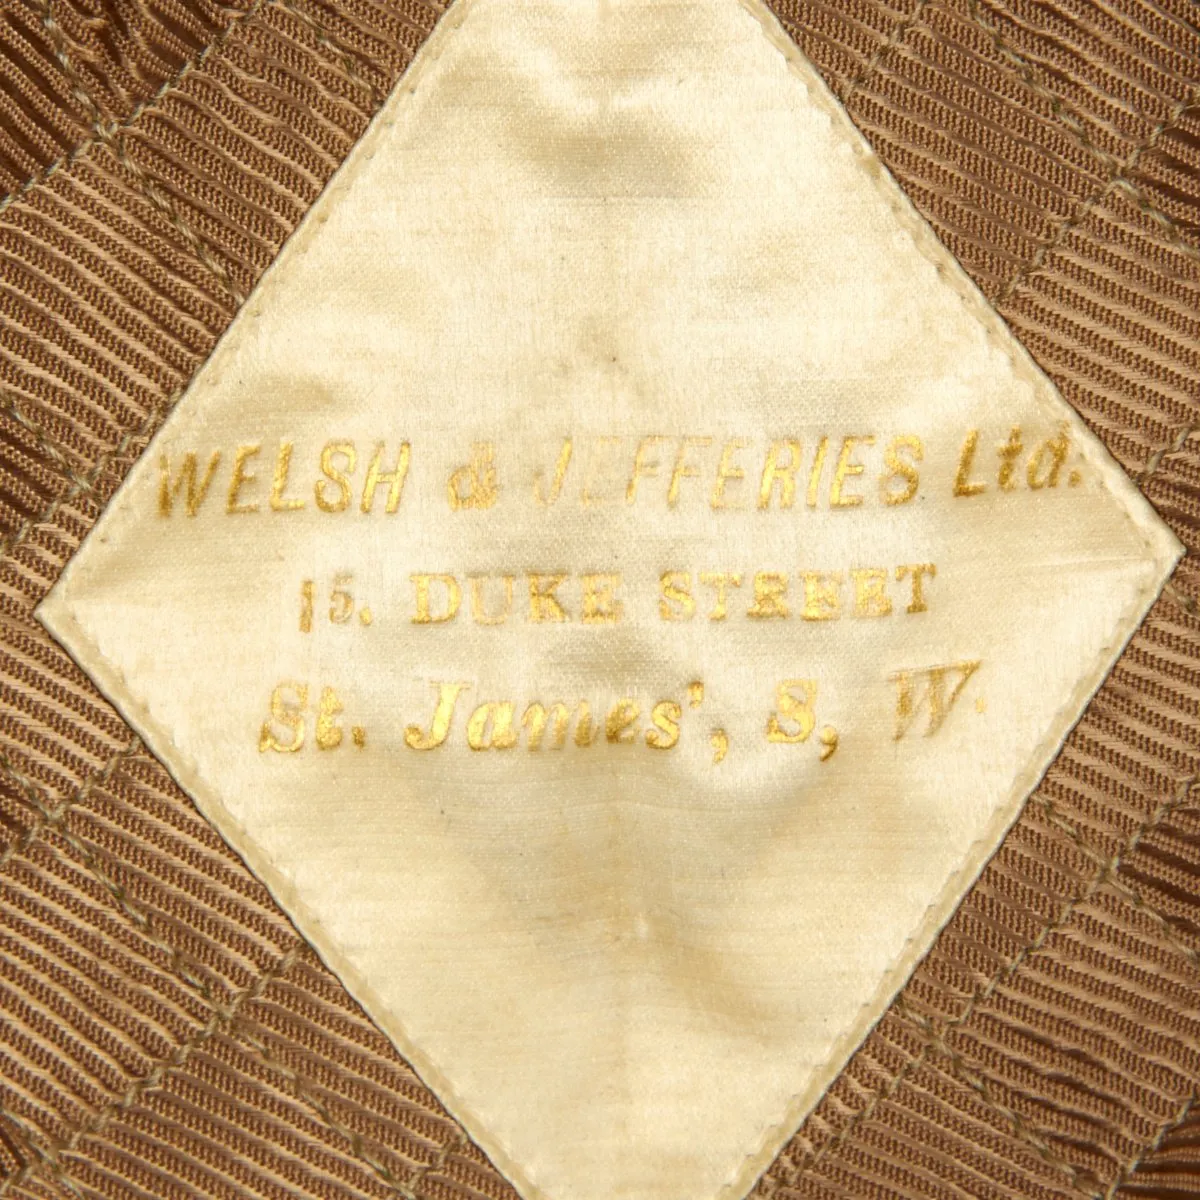 WELSH & JEFFERIES Ltd.
15, DUKE STREET
St. James', S, W.